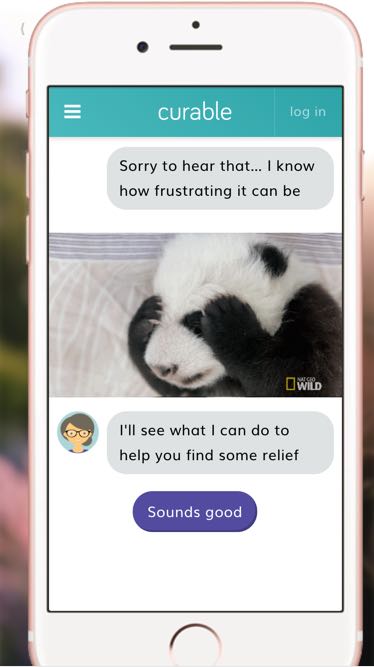 curable
log in
Sorry to hear that... I know
how frustrating it can be
NAT GEO
WILD
I'll see what I can do to
help you find some relief
Sounds good